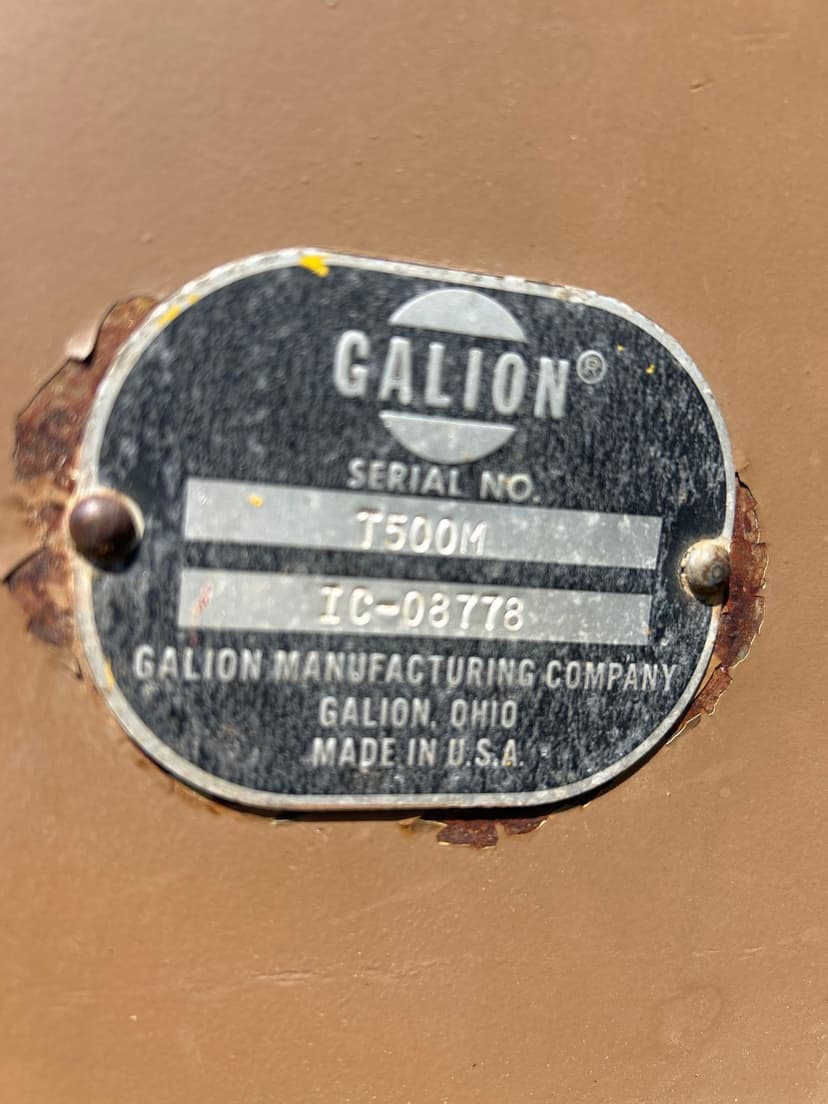 GALION®
SERIAL NO.
T500M
IC-08778
GALION MANUFACTURING COMPANY
GALION, OHIO
MADE IN U.S.A.